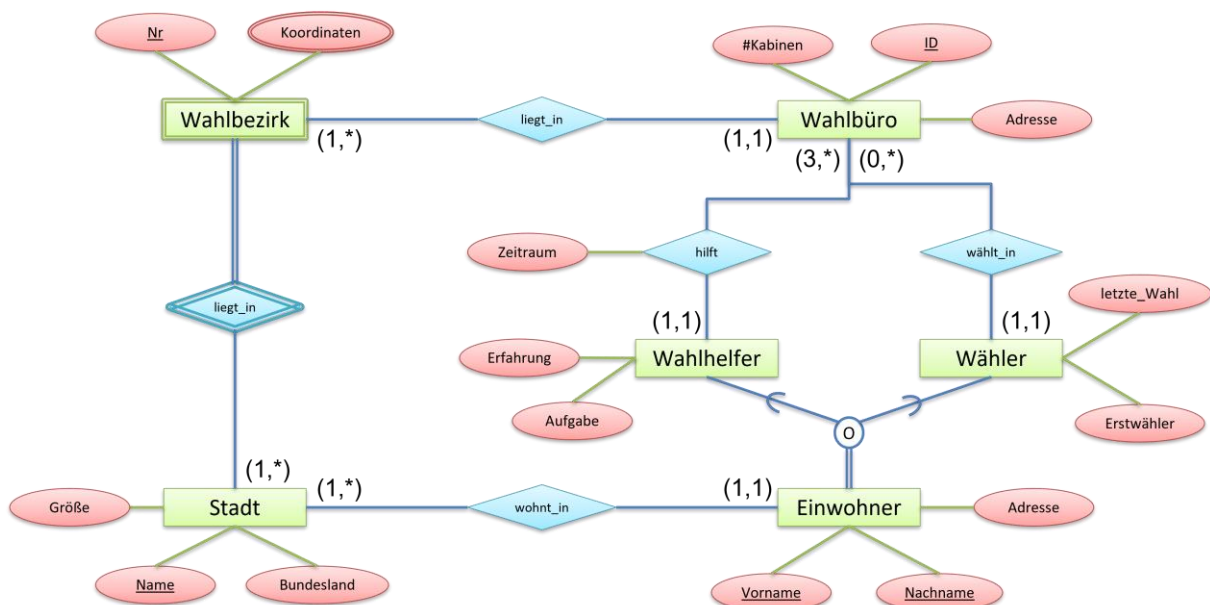 Nr
Koordinaten
#Kabinen
ID
Wahlbezirk
liegt_in
Wahlbüro
Adresse
(1,*)
(1,1)
(3,*)
(0,*)
Zeitraum
hilft
wählt_in
liegt_in
letzte_Wahl
(1,1)
(1,1)
Erfahrung
Wahlhelfer
Wähler
Aufgabe
Erstwähler
O
(1,*)
(1,*)
(1,1)
Größe
Stadt
wohnt_in
Einwohner
Adresse
Name
Bundesland
Vorname
Nachname